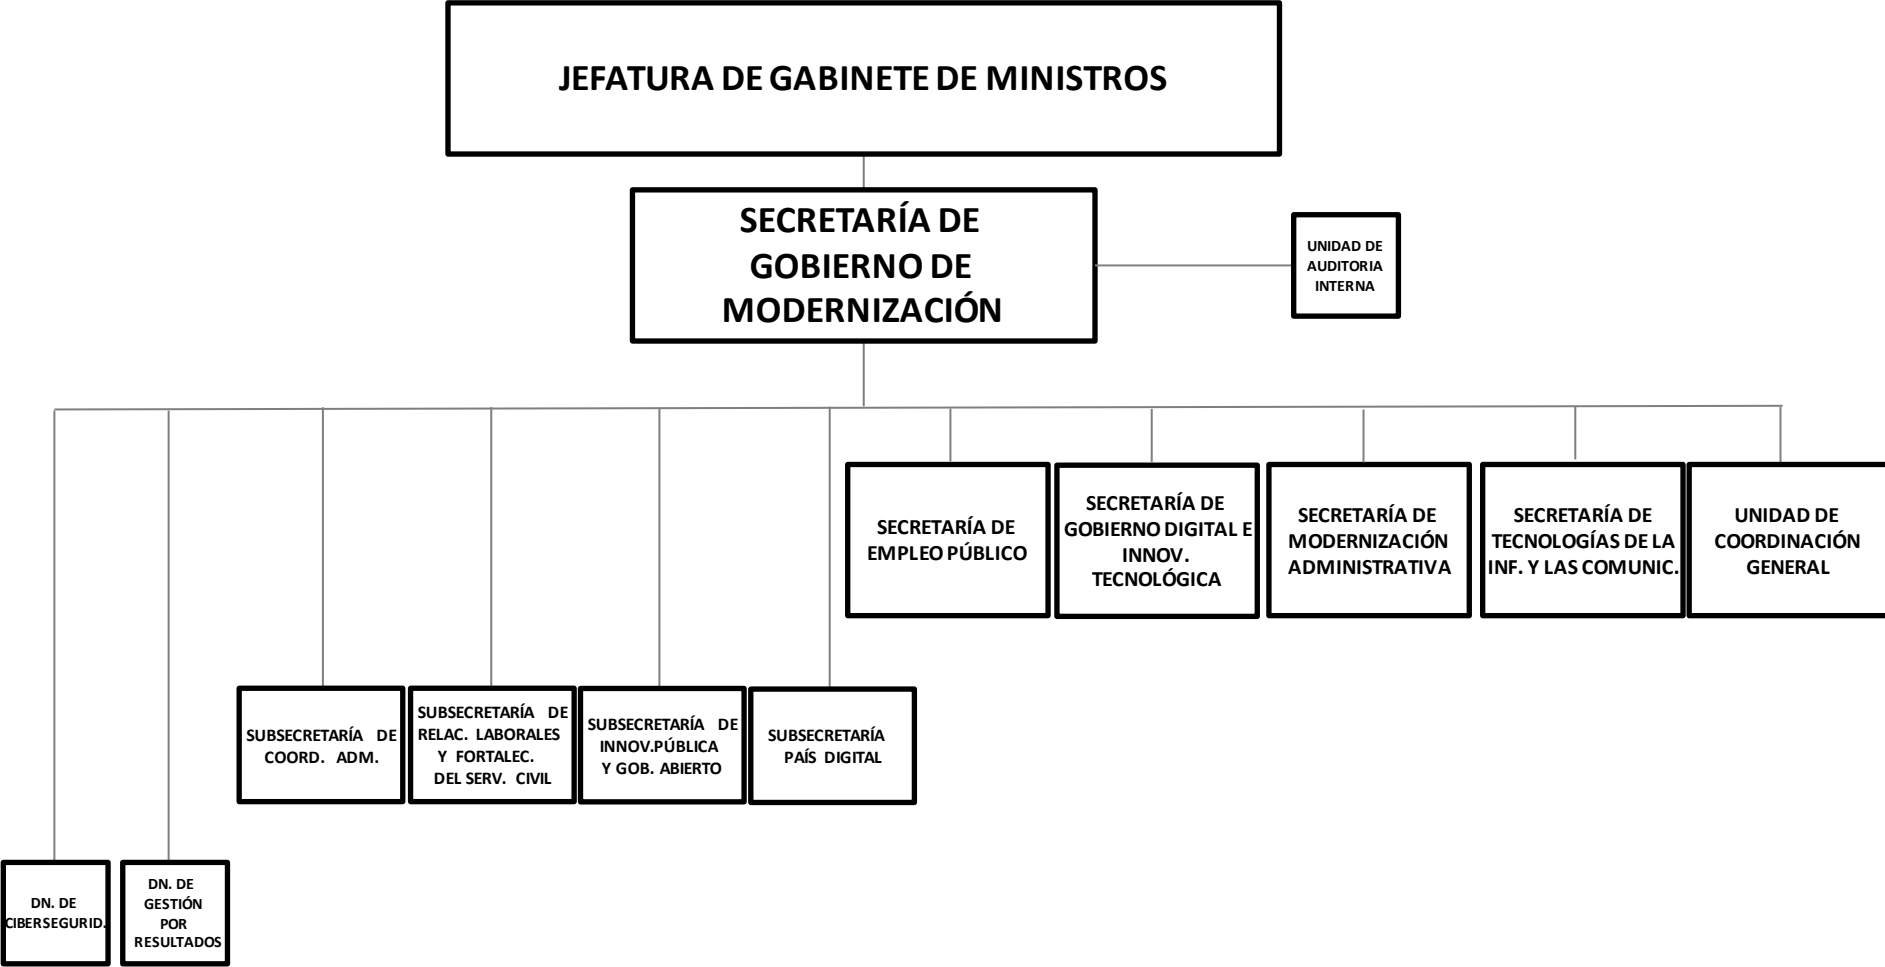 JEFATURA DE GABINETE DE MINISTROS
SECRETARÍA DE
GOBIERNO DE
MODERNIZACIÓN
UNIDAD DE
AUDITORIA
INTERNA
SECRETARÍA DE
EMPLEO PÚBLICO
SECRETARÍA DE
GOBIERNO DIGITAL E
INNOV.
TECNOLÓGICA
SECRETARÍA DE
MODERNIZACIÓN
ADMINISTRATIVA
SECRETARÍA DE
TECNOLOGÍAS DE LA
INF. Y LAS COMUNIC.
UNIDAD DE
COORDINACIÓN
GENERAL
SUBSECRETARÍA DE
COORD. ADM.
SUBSECRETARÍA DE
RELAC. LABORALES
Y FORTALEC.
DEL SERV. CIVIL
SUBSECRETARÍA DE
INNOV.PÚBLICA
Y GOB. ABIERTO
SUBSECRETARÍA
PAÍS DIGITAL
DN. DE
CIBERSEGURID.
DN. DE
GESTIÓN
POR
RESULTADOS